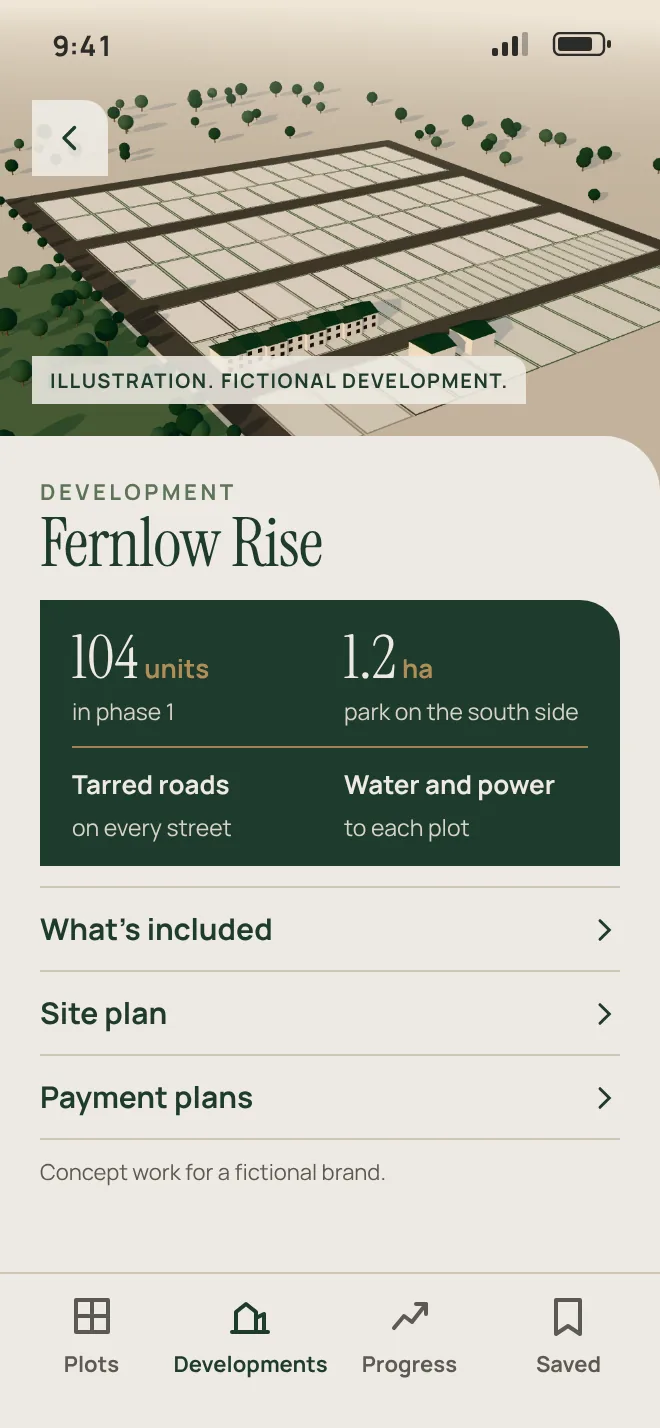 9:41
ILLUSTRATION. FICTIONAL DEVELOPMENT.
DEVELOPMENT
Fernlow Rise
104 units
in phase 1
1.2 ha
park on the south side
Tarred roads
on every street
Water and power
to each plot
What’s included
Site plan
Payment plans
Concept work for a fictional brand.
Plots
Developments
Progress
Saved